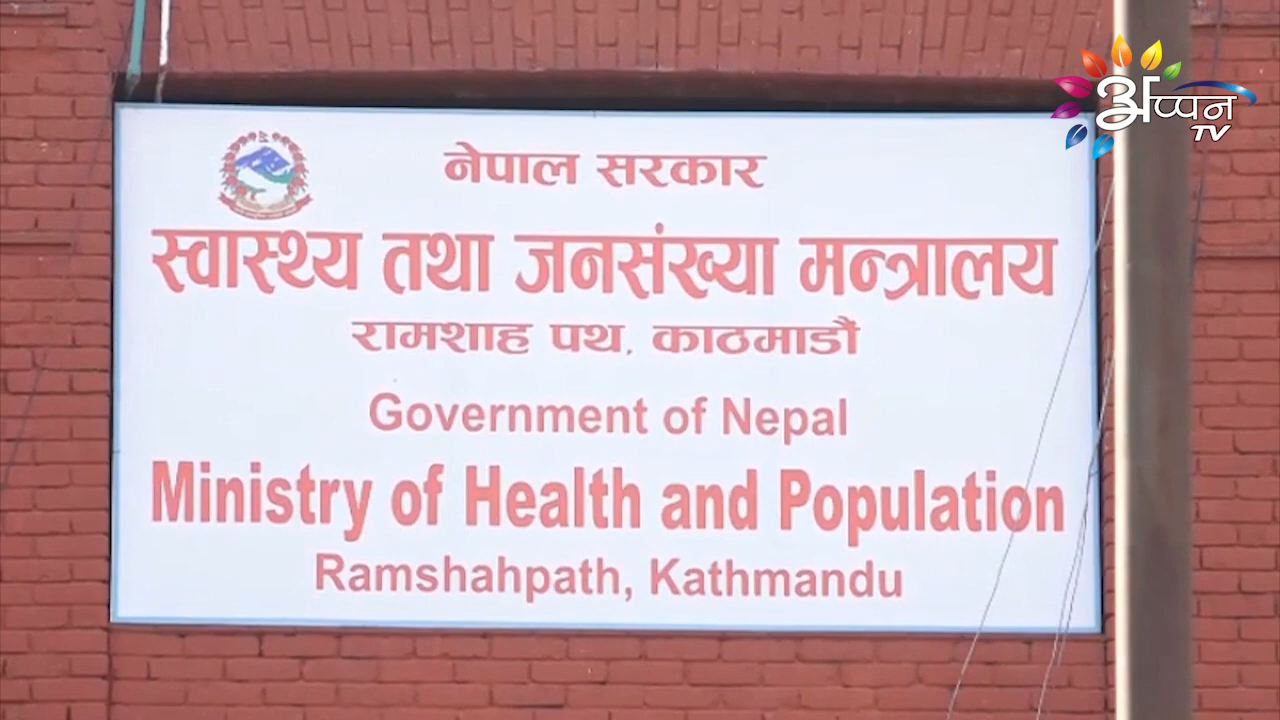 अप्पन
TV
नेपाल सरकार
स्वास्थ्य तथा जनसंख्या मन्त्रालय
रामशाह पथ, काठमाडौं
Government of Nepal
Ministry of Health and Population
Ramshahpath, Kathmandu